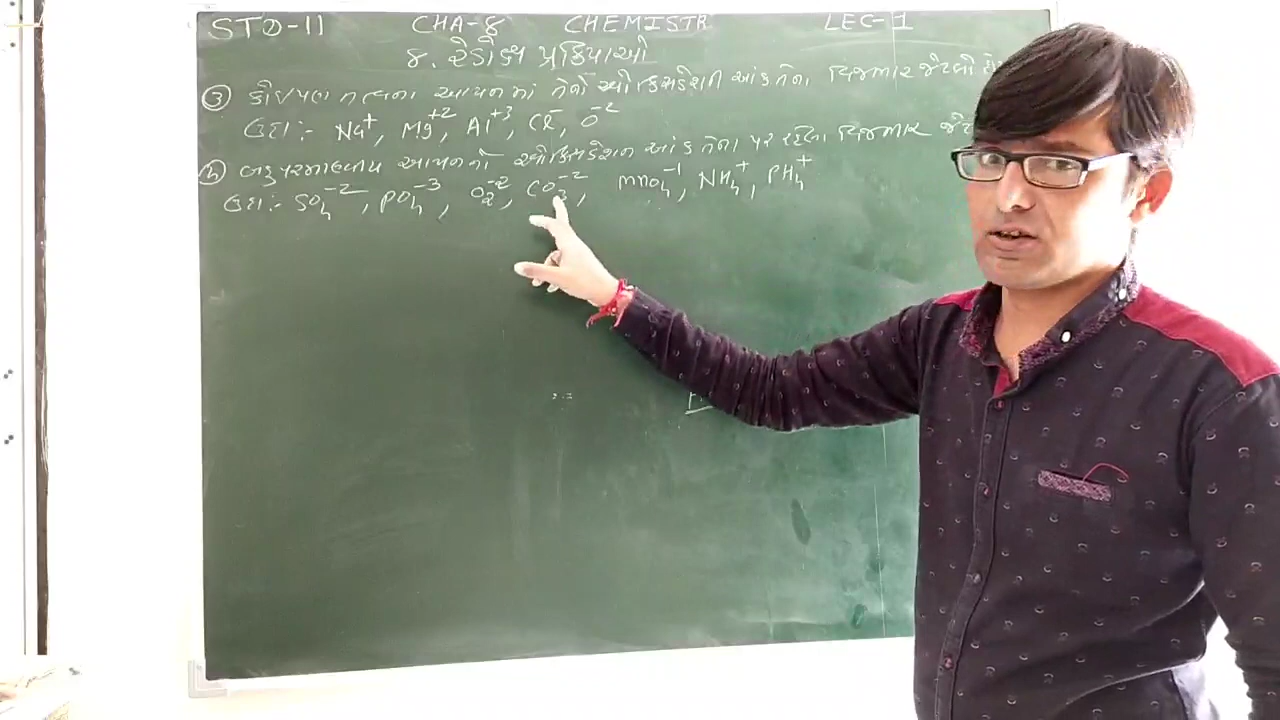 STD-11 CHA-8 CHEMISTR LEC-1
8. રેડોક્ષ પ્રક્રિયાઓ
③ કોઈપણ તત્વના આયનમાં તેનો ઓક્સિડેશન આંક તેના વિજભાર જેટલો
ઉદા:- Na⁺, Mg⁺², Al⁺³, Cl⁻, O⁻²
④ બહુપરમાણ્વીય આયનનો ઓક્સિડેશન આંક તેના પર રહેલા વિજભાર
ઉદા:- SO₄⁻², PO₄⁻³, O₂⁻², CO₃⁻², MnO₄⁻¹, NH₄⁺, PH₄⁺